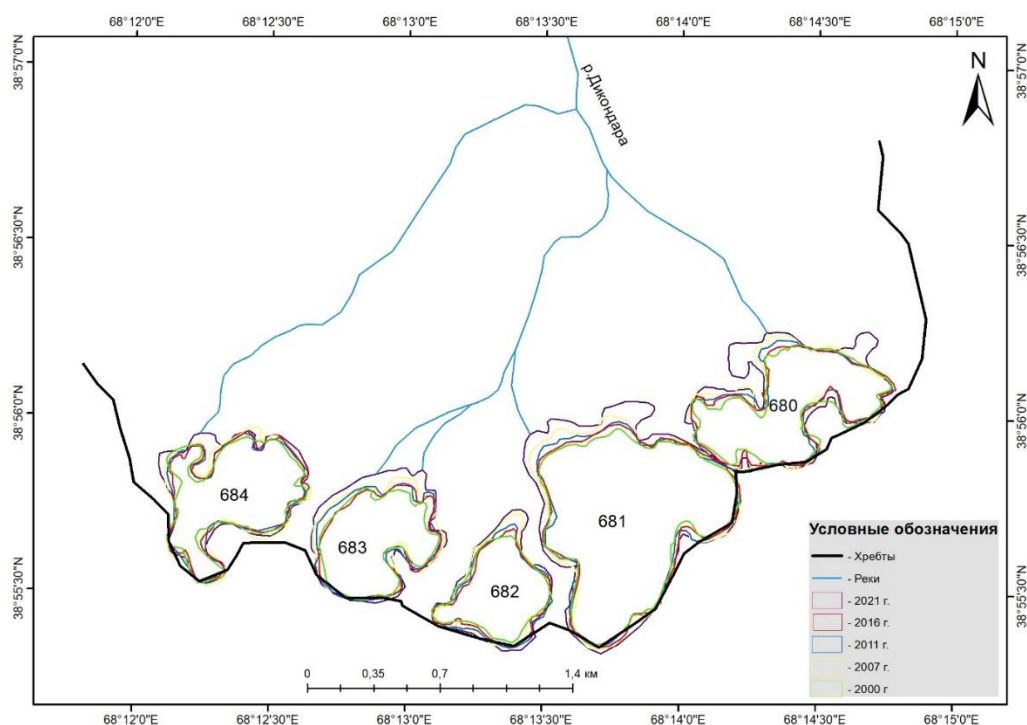 68°12'0"E 68°12'30"E 68°13'0"E 68°13'30"E 68°14'0"E 68°14'30"E 68°15'0"E
38°57'0"N 38°57'0"N
N
р.Дикондара
38°56'30"N 38°56'30"N
38°56'0"N 38°56'0"N
680
684
681
683
682
38°55'30"N 38°55'30"N
Условные обозначения
- Хребты
- Реки
- 2021 г.
- 2016 г.
- 2011 г.
- 2007 г.
- 2000 г
0 0,35 0,7 1,4 км
68°12'0"E 68°12'30"E 68°13'0"E 68°13'30"E 68°14'0"E 68°14'30"E 68°15'0"E